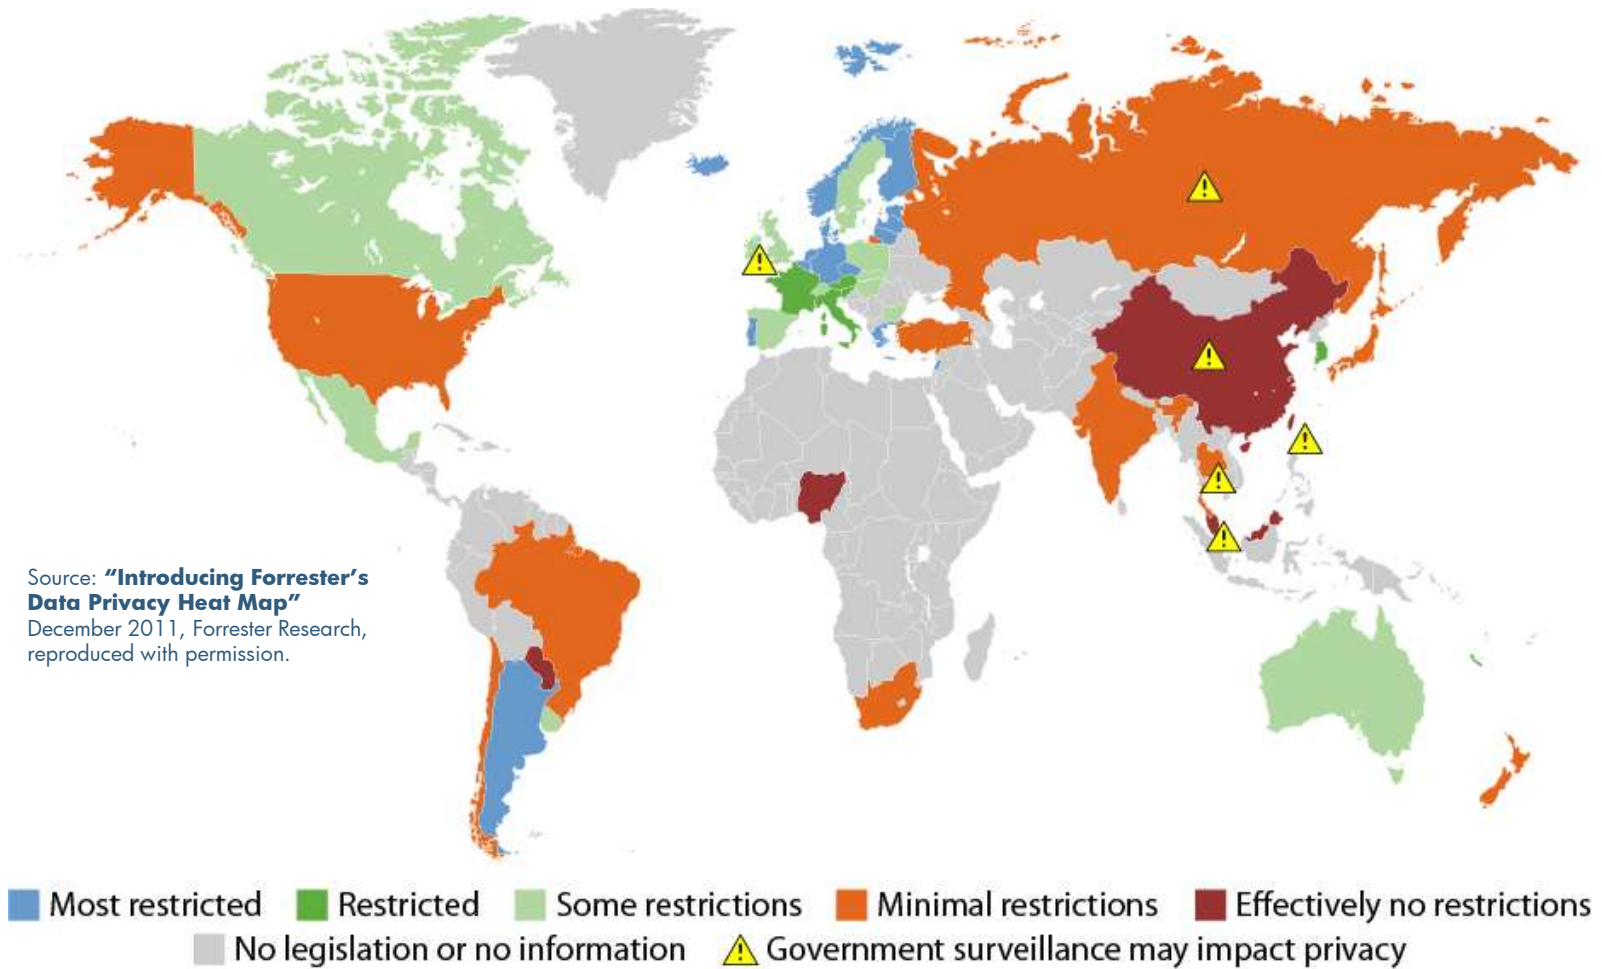 Source: “Introducing Forrester’s
Data Privacy Heat Map”
December 2011, Forrester Research,
reproduced with permission.
Most restricted Restricted Some restrictions Minimal restrictions Effectively no restrictions
No legislation or no information Government surveillance may impact privacy